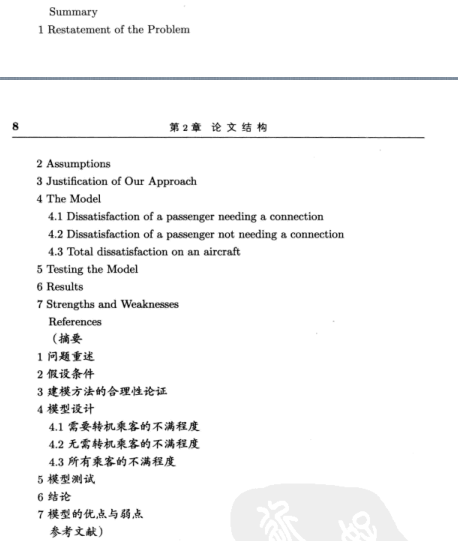 Summary
1 Restatement of the Problem
8 第2章 论文结构
2 Assumptions
3 Justification of Our Approach
4 The Model
4.1 Dissatisfaction of a passenger needing a connection
4.2 Dissatisfaction of a passenger not needing a connection
4.3 Total dissatisfaction on an aircraft
5 Testing the Model
6 Results
7 Strengths and Weaknesses
References
(摘要
1 问题重述
2 假设条件
3 建模方法的合理性论证
4 模型设计
4.1 需要转机乘客的不满程度
4.2 无需转机乘客的不满程度
4.3 所有乘客的不满程度
5 模型测试
6 结论
7 模型的优点与弱点
参考文献)